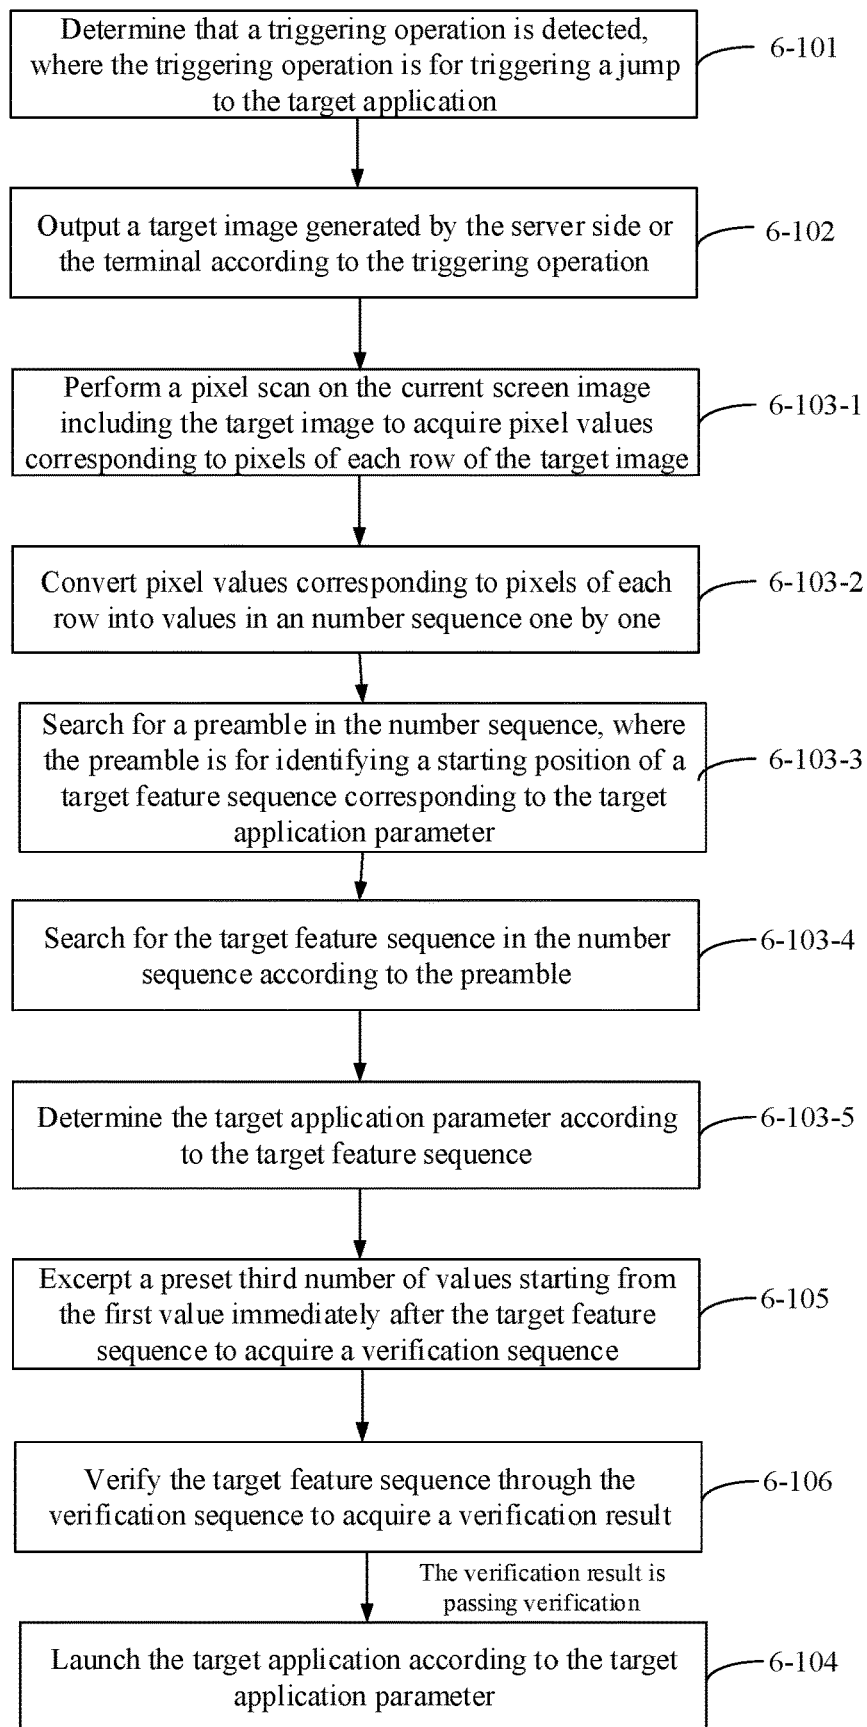 Determine that a triggering operation is detected,
where the triggering operation is for triggering a jump
to the target application
6-101
Output a target image generated by the server side or
the terminal according to the triggering operation
6-102
Perform a pixel scan on the current screen image
including the target image to acquire pixel values
corresponding to pixels of each row of the target image
6-103-1
Convert pixel values corresponding to pixels of each
row into values in an number sequence one by one
6-103-2
Search for a preamble in the number sequence, where
the preamble is for identifying a starting position of a
target feature sequence corresponding to the target
application parameter
6-103-3
Search for the target feature sequence in the number
sequence according to the preamble
6-103-4
Determine the target application parameter according
to the target feature sequence
6-103-5
Excerpt a preset third number of values starting from
the first value immediately after the target feature
sequence to acquire a verification sequence
6-105
Verify the target feature sequence through the
verification sequence to acquire a verification result
6-106
The verification result is
passing verification
Launch the target application according to the target
application parameter
6-104